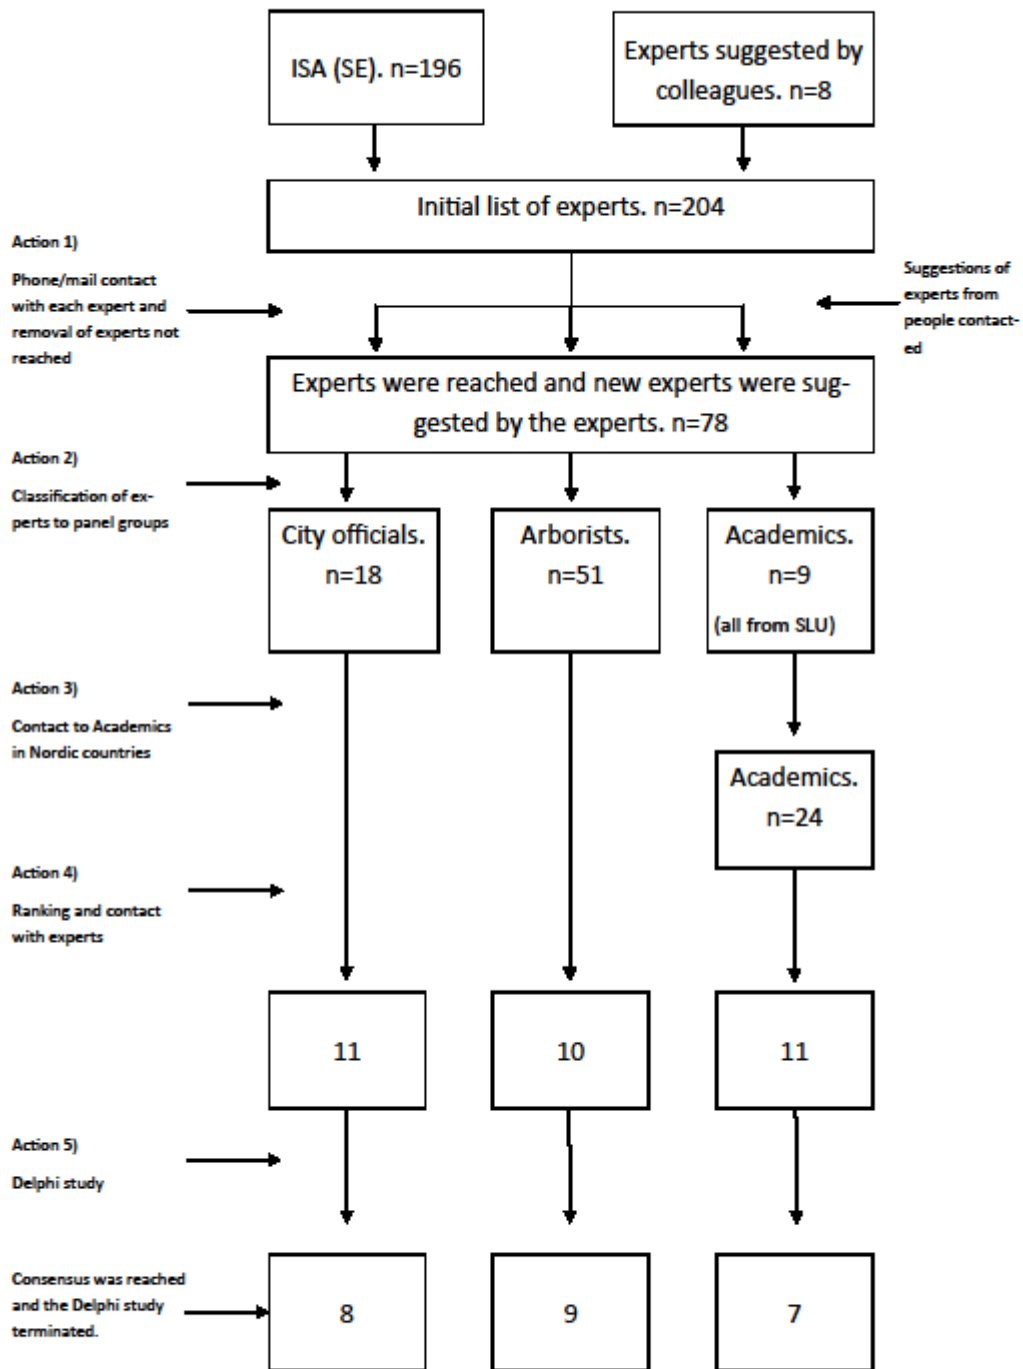 ISA (SE). n=196
Experts suggested by
colleagues. n=8
Initial list of experts. n=204
Action 1)
Phone/mail contact
with each expert and
removal of experts not
reached
Suggestions of
experts from
people contact-
ed
Experts were reached and new experts were sug-
gested by the experts. n=78
Action 2)
Classification of ex-
perts to panel groups
City officials.
n=18
Arborists.
n=51
Academics.
n=9
(all from SLU)
Action 3)
Contact to Academics
in Nordic countries
Academics.
n=24
Action 4)
Ranking and contact
with experts
11
10
11
Action 5)
Delphi study
Consensus was reached
and the Delphi study
terminated.
8
9
7